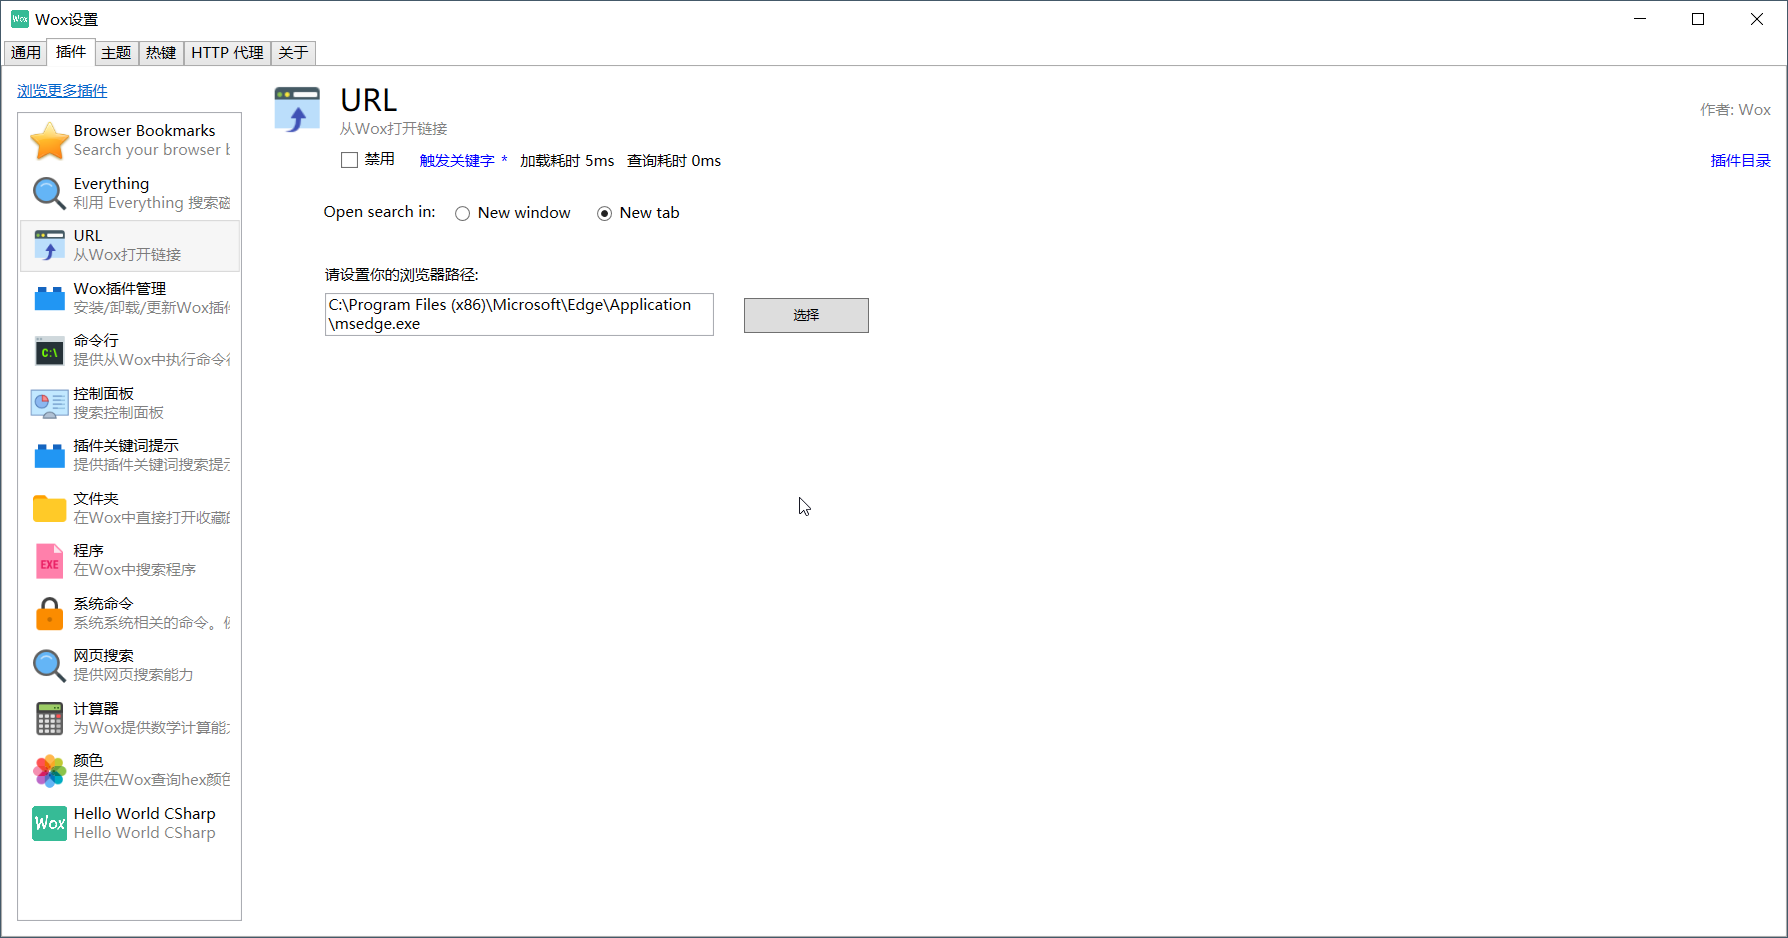 Wox Wox设置
通用 插件 主题 热键 HTTP 代理 关于
浏览更多插件
Browser Bookmarks
Search your browser
Everything
利用 Everything 搜索磁
URL
从Wox打开链接
Wox插件管理
安装/卸载/更新Wox插件
C:\
命令行
提供从Wox中执行命令行
控制面板
搜索控制面板
插件关键词提示
提供插件关键词搜索提示
文件夹
在Wox中直接打开收藏的
EXE
程序
在Wox中搜索程序
系统命令
系统系统相关的命令。
网页搜索
提供网页搜索能力
计算器
为Wox提供数学计算能力
颜色
提供在Wox查询hex颜色
Wox
Hello World CSharp
Hello World CSharp
URL
从Wox打开链接
作者: Wox
禁用 触发关键字 * 加载耗时 5ms 查询耗时 0ms
插件目录
Open search in: New window New tab
请设置你的浏览器路径:
C:\Program Files (x86)\Microsoft\Edge\Application
\msedge.exe
选择